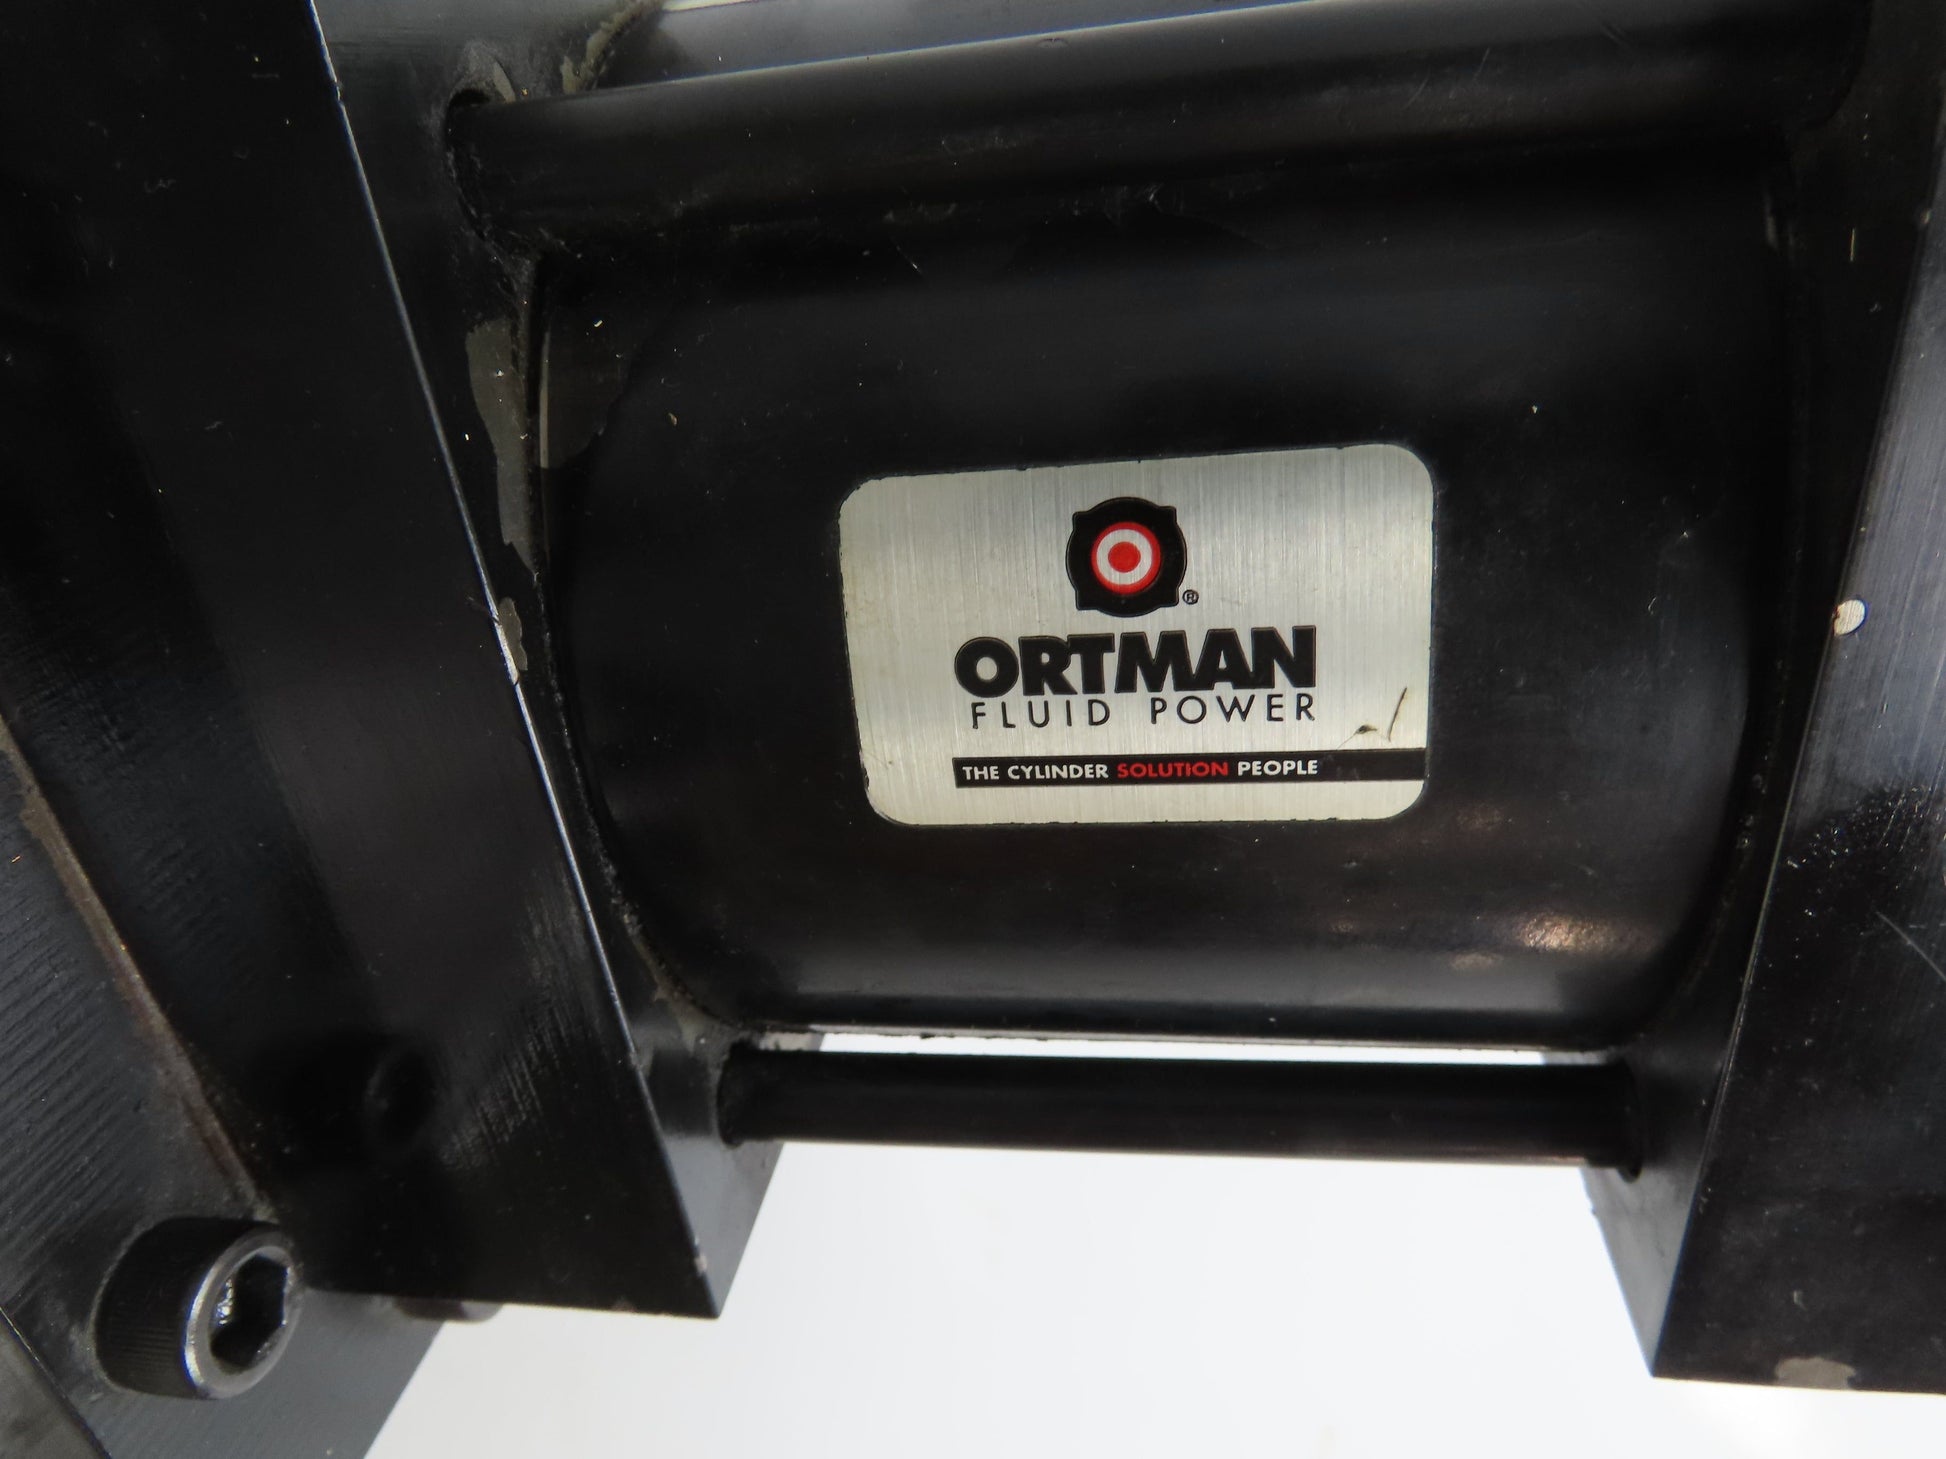 ®
ORTMAN
FLUID POWER
THE CYLINDER SOLUTION PEOPLE